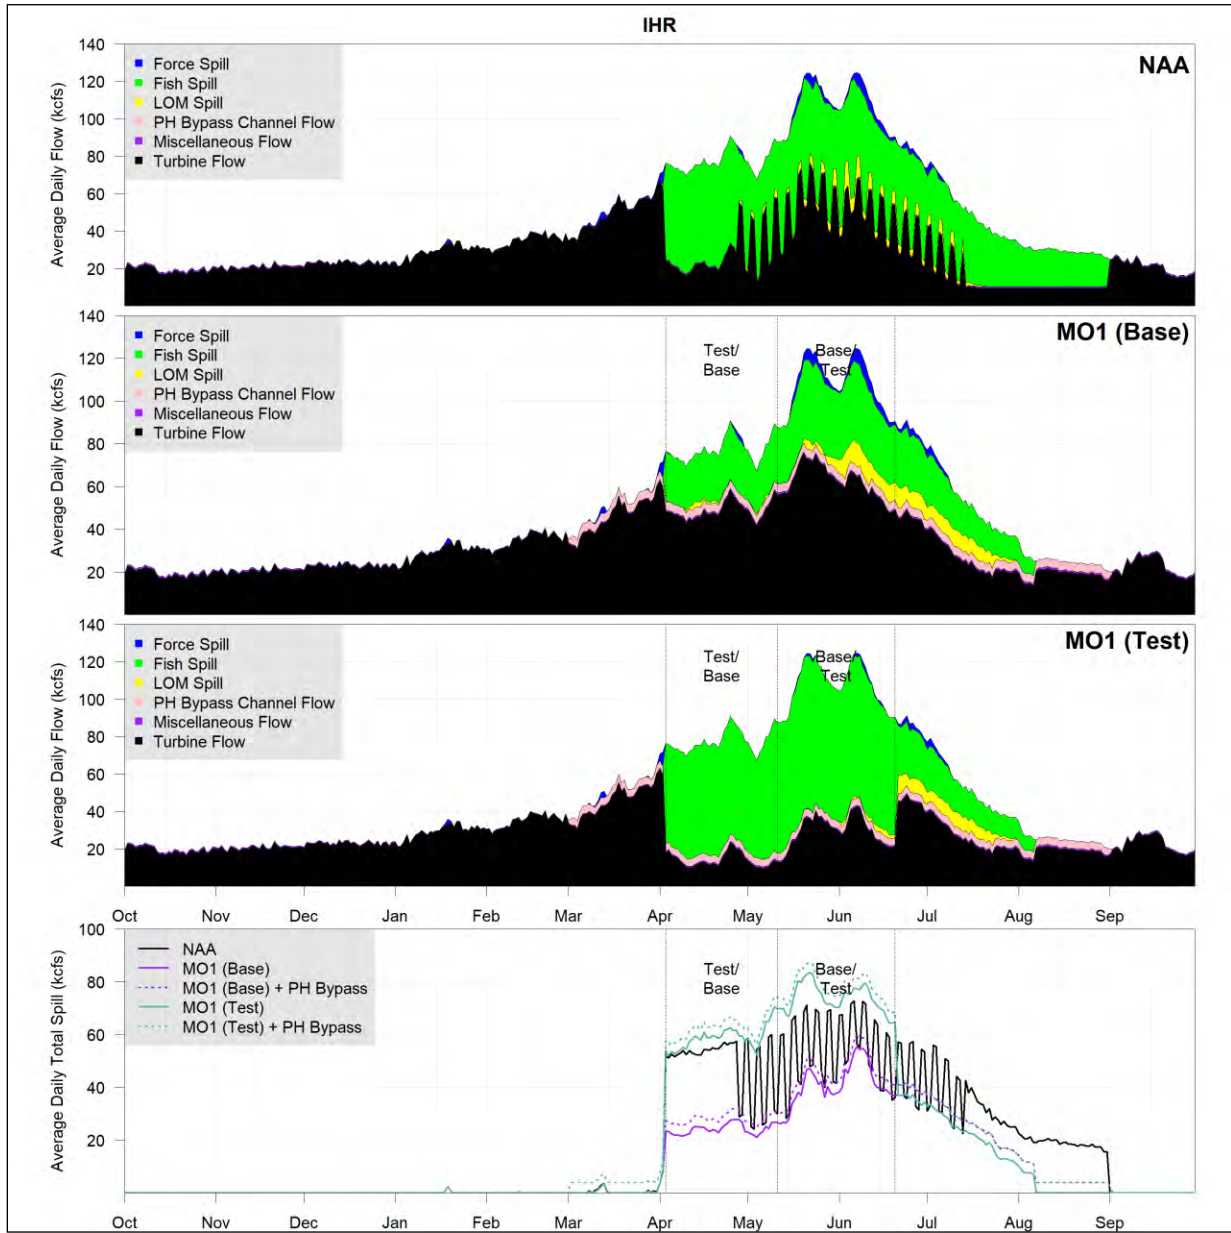 IHR
NAA
140
120
100
80
60
40
20
Average Daily Flow (kcfs)
Force Spill
Fish Spill
LOM Spill
PH Bypass Channel Flow
Miscellaneous Flow
Turbine Flow
MO1 (Base)
140
120
100
80
60
40
20
Average Daily Flow (kcfs)
Force Spill
Fish Spill
LOM Spill
PH Bypass Channel Flow
Miscellaneous Flow
Turbine Flow
Test/
Base
Base/
Test
MO1 (Test)
140
120
100
80
60
40
20
Average Daily Flow (kcfs)
Force Spill
Fish Spill
LOM Spill
PH Bypass Channel Flow
Miscellaneous Flow
Turbine Flow
Test/
Base
Base/
Test
Oct Nov Dec Jan Feb Mar Apr May Jun Jul Aug Sep
100
80
60
40
20
Average Daily Total Spill (kcfs)
NAA
MO1 (Base)
MO1 (Base) + PH Bypass
MO1 (Test)
MO1 (Test) + PH Bypass
Test/
Base
Base/
Test
Oct Nov Dec Jan Feb Mar Apr May Jun Jul Aug Sep